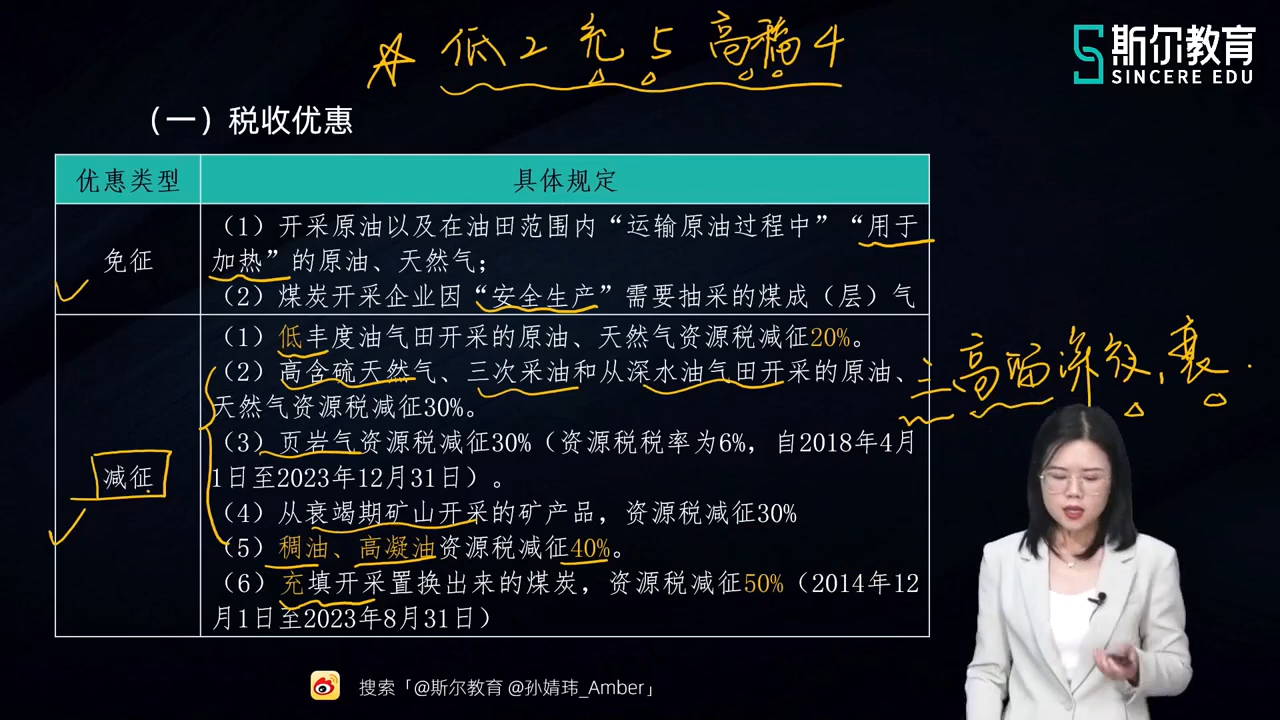 低2充5高稠4
斯尔教育
SINCERE EDU
（一）税收优惠
优惠类型
具体规定
免征
（1）开采原油以及在油田范围内“运输原油过程中”“用于
加热”的原油、天然气；
（2）煤炭开采企业因“安全生产”需要抽采的煤成（层）气
减征
（1）低丰度油气田开采的原油、天然气资源税减征20%。
（2）高含硫天然气、三次采油和从深水油气田开采的原油、
天然气资源税减征30%。
（3）页岩气资源税减征30%（资源税税率为6%，自2018年4月
1日至2023年12月31日）。
（4）从衰竭期矿山开采的矿产品，资源税减征30%
（5）稠油、高凝油资源税减征40%。
（6）充填开采置换出来的煤炭，资源税减征50%（2014年12
月1日至2023年8月31日）
三高
衰
搜索「@斯尔教育 @孙婧玮_Amber」